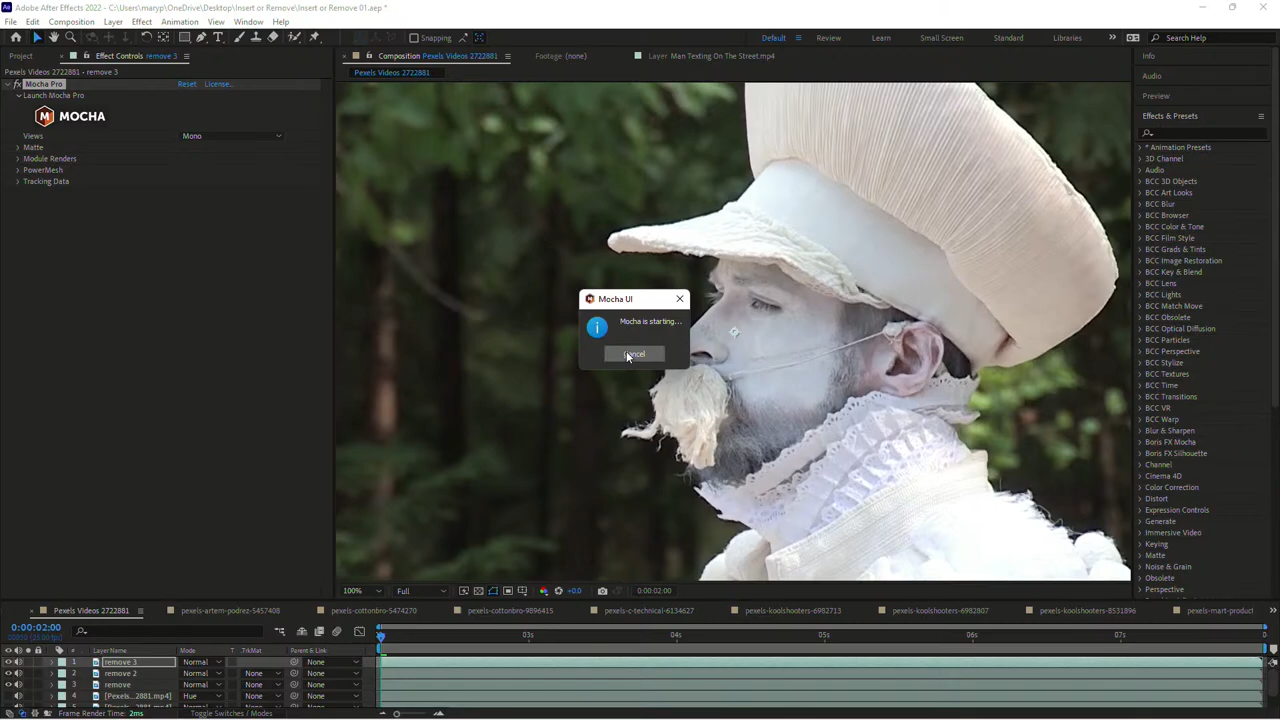 Adobe After Effects 2022 - C:\Users\maryp\OneDrive\Desktop\Insert or Remove\Insert or Remove 01.aep *
File Edit Composition Layer Effect Animation View Window Help
Snapping Default Review Learn Small Screen Standard Libraries Search Help
Project Effect Controls remove 3 Composition Pexels Videos 2722881 Footage (none) Layer Man Texting On The Street.mp4 Info
Pexels Videos 2722881 • remove 3 Pexels Videos 2722881
Audio
Preview
Effects & Presets
Mocha Pro Reset License...
Launch Mocha Pro
MOCHA
Views Mono
Matte
Module Renders
PowerMesh
Tracking Data
Mocha UI
Mocha is starting...
Cancel
* Animation Presets
3D Channel
Audio
BCC 3D Objects
BCC Art Looks
BCC Blur
BCC Browser
BCC Color & Tone
BCC Film Style
BCC Grads & Tints
BCC Image Restoration
BCC Key & Blend
BCC Lens
BCC Lights
BCC Match Move
BCC Obsolete
BCC Optical Diffusion
BCC Particles
BCC Perspective
BCC Stylize
BCC Textures
BCC Time
BCC Transitions
BCC VR
BCC Warp
Blur & Sharpen
Boris FX Mocha
Boris FX Silhouette
Channel
Cinema 4D
Color Correction
Distort
Expression Controls
Generate
Immersive Video
Keying
Matte
Noise & Grain
Obsolete
100% Full +0.0 0:00:02:00
Pexels Videos 2722881 pexels-artem-podrez-5457408 pexels-cottonbro-5474270 pexels-cottonbro-9896415 pexels-c-technical-6134627 pexels-koolshooters-6982713 pexels-koolshooters-6982807 pexels-koolshooters-8531896 pexels-mart-product
0:00:02:00
03s 04s 05s 06s 07s
# Layer Name Mode T .TrkMat Parent & Link
1 remove 3 Normal None
2 remove 2 Normal None None
3 remove Normal None None
4 [Pexels...2881.mp4] Hue None None
Frame Render Time: 2ms Toggle Switches / Modes